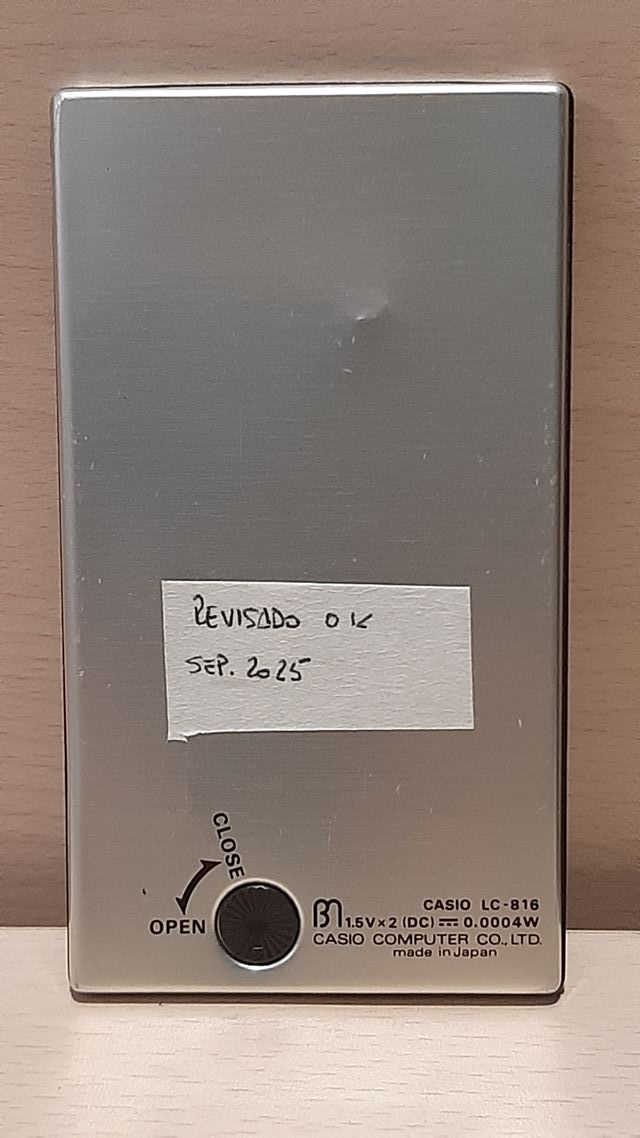 REVISADO OK
SEP. 2025
CLOSE
OPEN
CASIO LC-816
1.5V×2 (DC) ⎓ 0.0004W
CASIO COMPUTER CO., LTD.
made in Japan